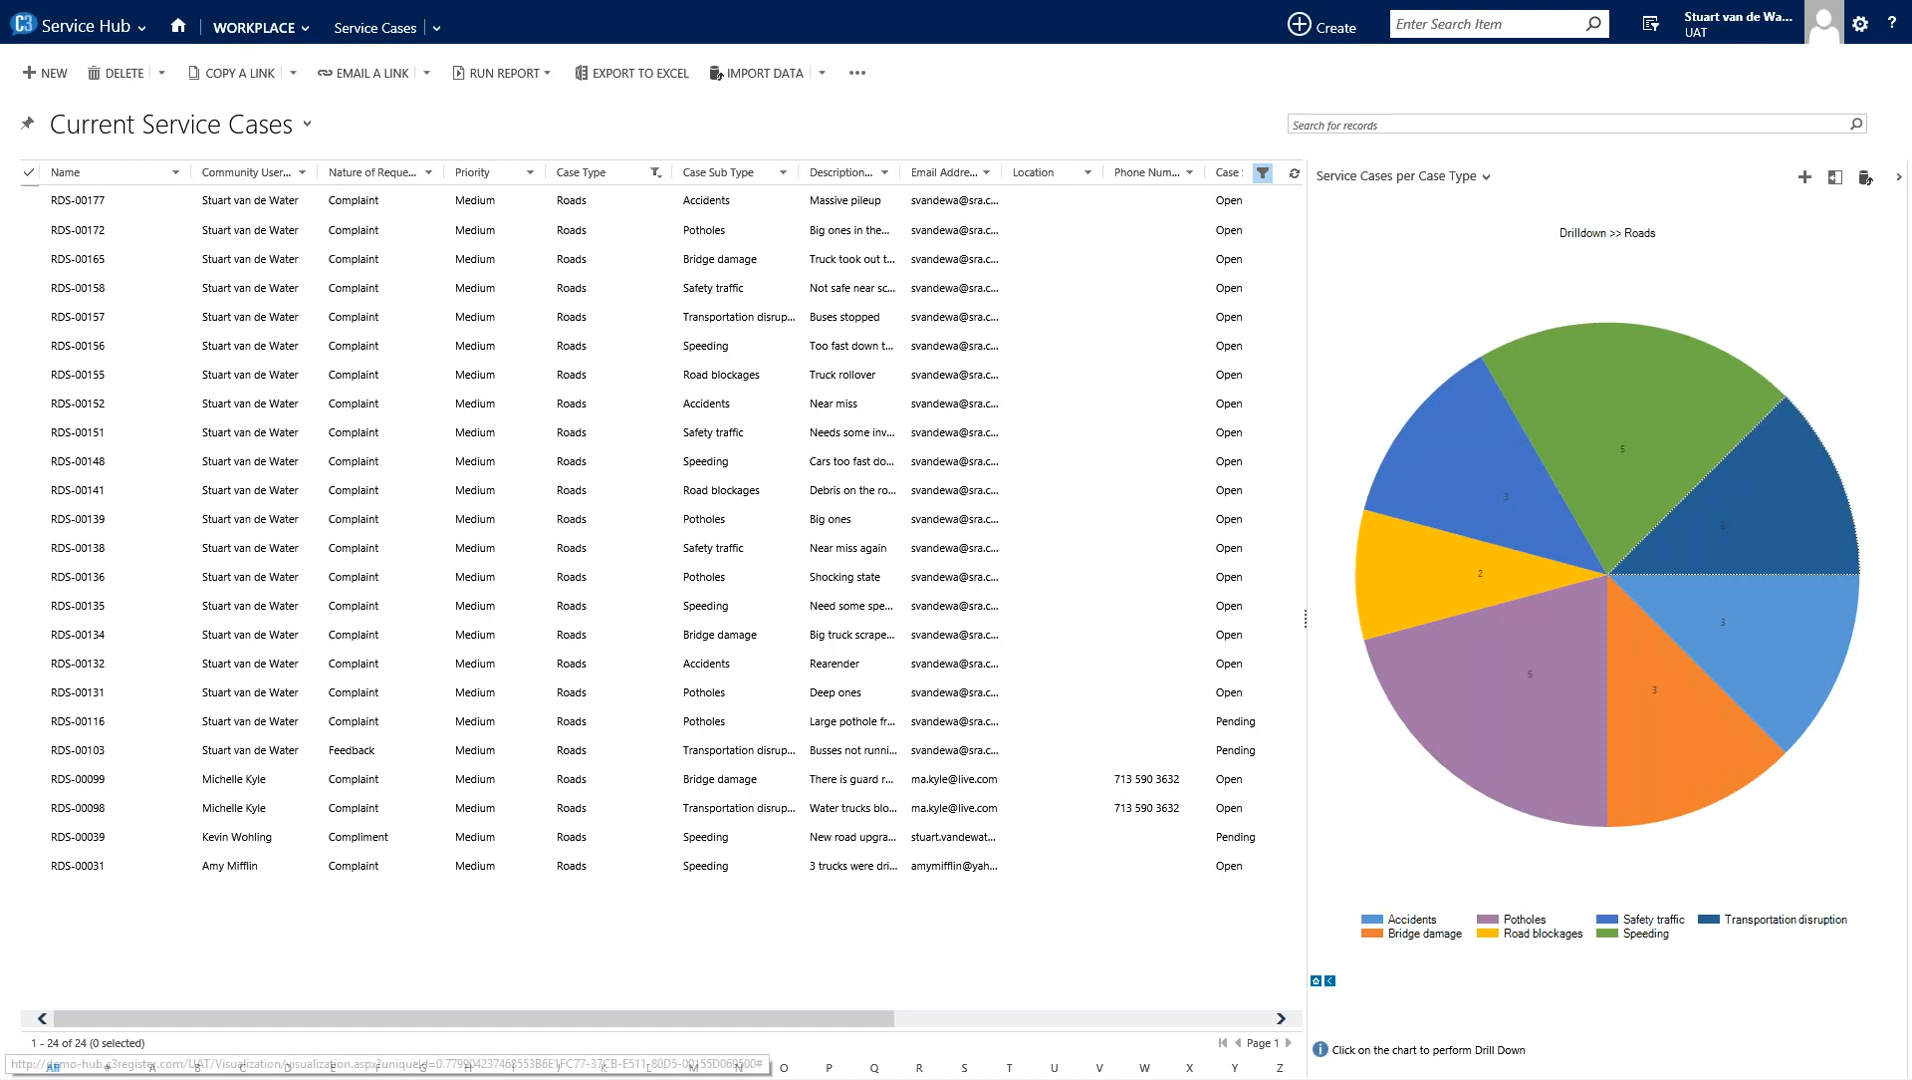 C3 Service Hub WORKPLACE Service Cases Create Enter Search Item Stuart van de Wa... UAT ?
NEW DELETE COPY A LINK EMAIL A LINK RUN REPORT EXPORT TO EXCEL IMPORT DATA
Current Service Cases
Search for records
Name Community User... Nature of Reque... Priority Case Type Case Sub Type Description... Email Addre... Location Phone Num... Case
RDS-00177 Stuart van de Water Complaint Medium Roads Accidents Massive pileup svandewa@sra.c... Open
RDS-00172 Stuart van de Water Complaint Medium Roads Potholes Big ones in the... svandewa@sra.c... Open
RDS-00165 Stuart van de Water Complaint Medium Roads Bridge damage Truck took out t... svandewa@sra.c... Open
RDS-00158 Stuart van de Water Complaint Medium Roads Safety traffic Not safe near sc... svandewa@sra.c... Open
RDS-00157 Stuart van de Water Complaint Medium Roads Transportation disrup... Buses stopped svandewa@sra.c... Open
RDS-00156 Stuart van de Water Complaint Medium Roads Speeding Too fast down t... svandewa@sra.c... Open
RDS-00155 Stuart van de Water Complaint Medium Roads Road blockages Truck rollover svandewa@sra.c... Open
RDS-00152 Stuart van de Water Complaint Medium Roads Accidents Near miss svandewa@sra.c... Open
RDS-00151 Stuart van de Water Complaint Medium Roads Safety traffic Needs some inv... svandewa@sra.c... Open
RDS-00148 Stuart van de Water Complaint Medium Roads Speeding Cars too fast do... svandewa@sra.c... Open
RDS-00141 Stuart van de Water Complaint Medium Roads Road blockages Debris on the ro... svandewa@sra.c... Open
RDS-00139 Stuart van de Water Complaint Medium Roads Potholes Big ones svandewa@sra.c... Open
RDS-00138 Stuart van de Water Complaint Medium Roads Safety traffic Near miss again svandewa@sra.c... Open
RDS-00136 Stuart van de Water Complaint Medium Roads Potholes Shocking state svandewa@sra.c... Open
RDS-00135 Stuart van de Water Complaint Medium Roads Speeding Need some spe... svandewa@sra.c... Open
RDS-00134 Stuart van de Water Complaint Medium Roads Bridge damage Big truck scrape... svandewa@sra.c... Open
RDS-00132 Stuart van de Water Complaint Medium Roads Accidents Rearender svandewa@sra.c... Open
RDS-00131 Stuart van de Water Complaint Medium Roads Potholes Deep ones svandewa@sra.c... Open
RDS-00116 Stuart van de Water Complaint Medium Roads Potholes Large pothole fr... svandewa@sra.c... Pending
RDS-00103 Stuart van de Water Feedback Medium Roads Transportation disrup... Busses not runni... svandewa@sra.c... Pending
RDS-00099 Michelle Kyle Complaint Medium Roads Bridge damage There is guard r... ma.kyle@live.com 713 590 3632 Open
RDS-00098 Michelle Kyle Complaint Medium Roads Transportation disrup... Water trucks blo... ma.kyle@live.com 713 590 3632 Open
RDS-00039 Kevin Wohling Compliment Medium Roads Speeding New road upgra... stuart.vandewat... Pending
RDS-00031 Amy Mifflin Complaint Medium Roads Speeding 3 trucks were dri... amymifflin@yah... Open
1 - 24 of 24 (0 selected) Page 1
O P Q R S T U V W X Y Z
Service Cases per Case Type
Drilldown >> Roads
5
3
2
3
5
3
Accidents Potholes Safety traffic Transportation disruption
Bridge damage Road blockages Speeding
Click on the chart to perform Drill Down